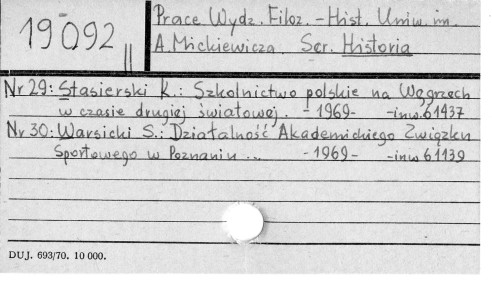 19092 II
Prace Wydz. Filoz.-Hist. Uniw. im.
A. Mickiewicza. Ser. Historia
Nr 29: Stasierski K.: Szkolnictwo polskie na Węgrzech
w czasie drugiej światowej. - 1969- -inw. 61437
Nr 30: Warsicki S.: Działalność Akademickiego Związku
Sportowego w Poznaniu ... -1969- -inw 61139
DUJ. 693/70. 10 000.